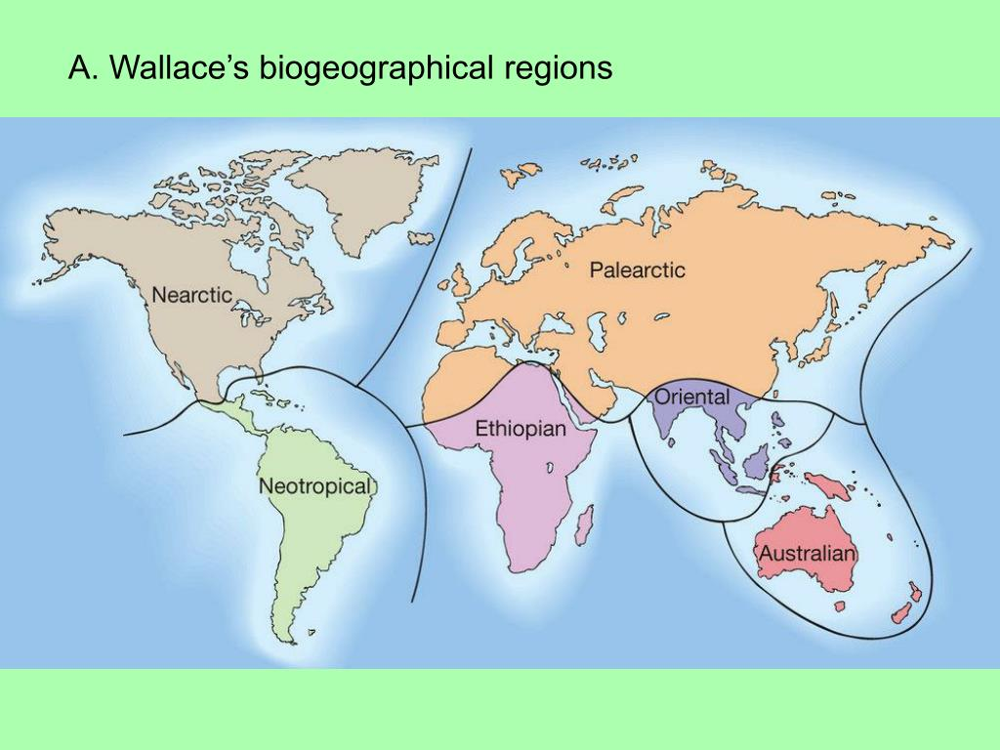 A. Wallace’s biogeographical regions
Palearctic
Nearctic
Oriental
Ethiopian
Neotropical
Australian